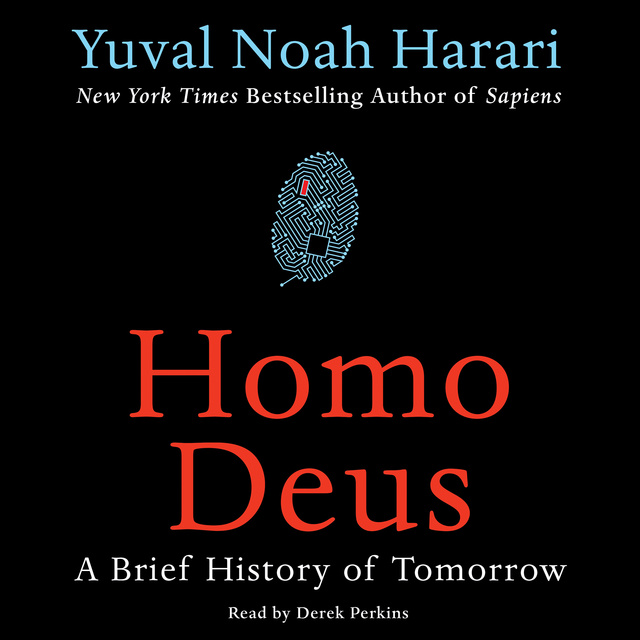 Yuval Noah Harari
New York Times Bestselling Author of Sapiens
Homo
Deus
A Brief History of Tomorrow
Read by Derek Perkins